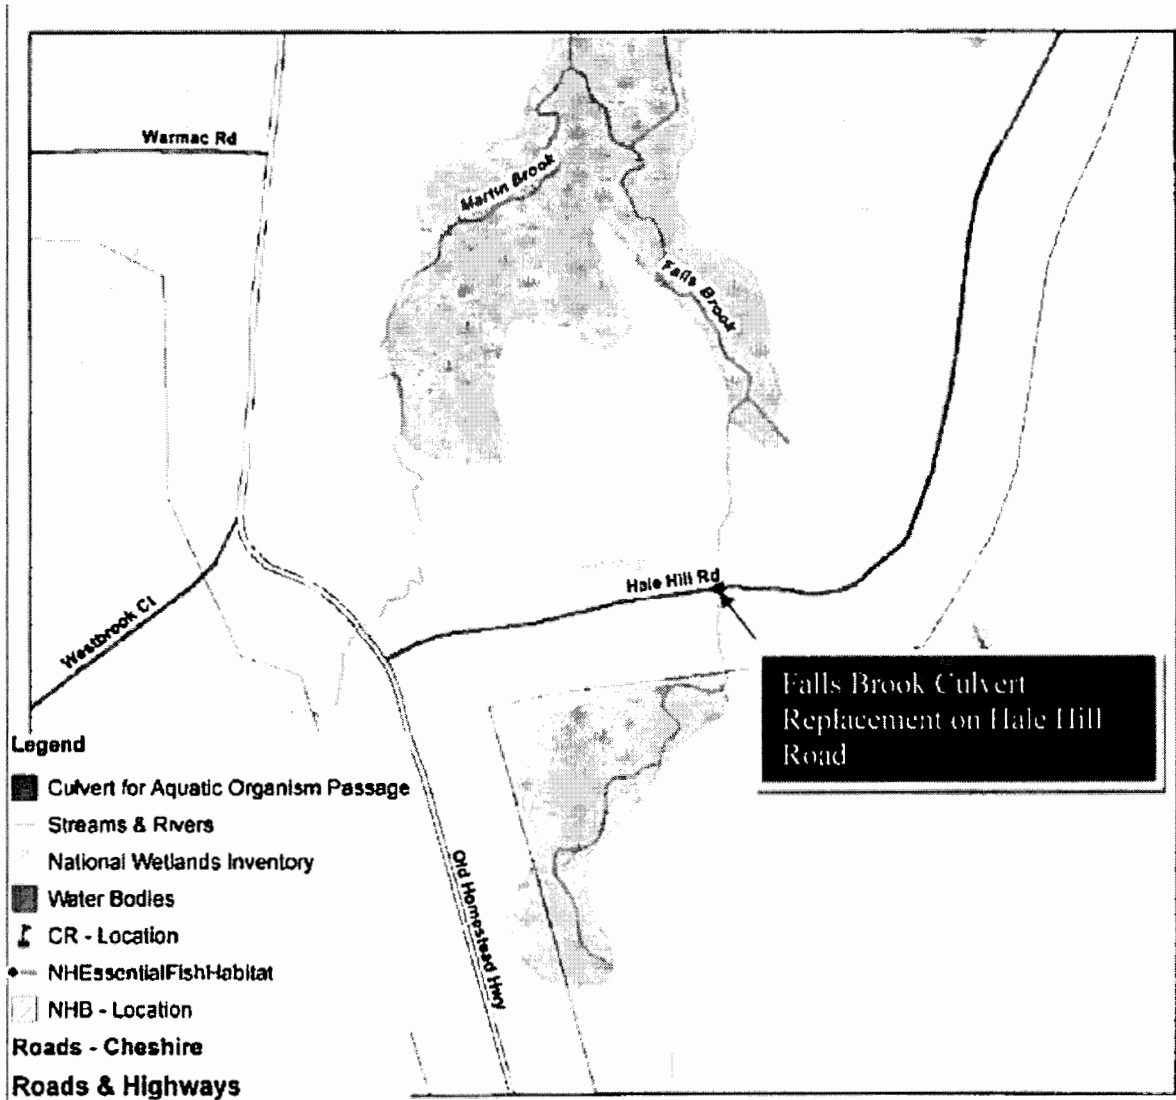 Warmac Rd
Martin Brook
Falls Brook
Hale Hill Rd
Westbrook Ct
Falls Brook Culvert
Replacement on Hale Hill
Road
Old Homestead Hwy
Legend
Culvert for Aquatic Organism Passage
Streams & Rivers
National Wetlands Inventory
Water Bodies
CR - Location
NHEssentialFishHabitat
NHB - Location
Roads - Cheshire
Roads & Highways